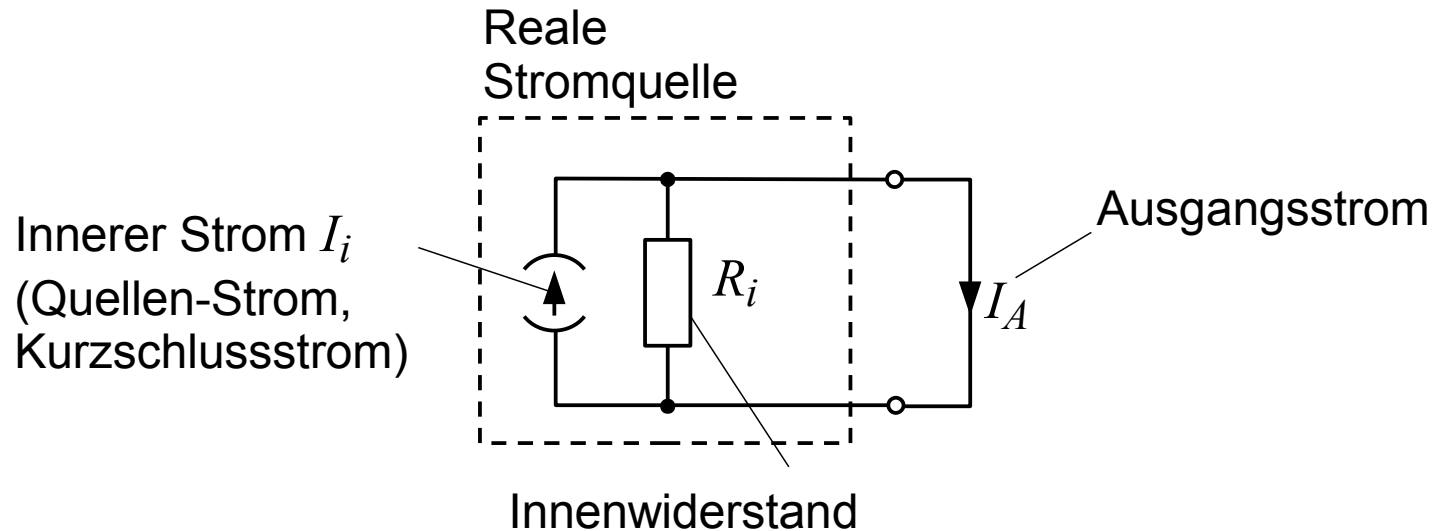 Reale
Stromquelle
Innerer Strom I_i
(Quellen-Strom,
Kurzschlussstrom)
R_i
I_A
Ausgangsstrom
Innenwiderstand